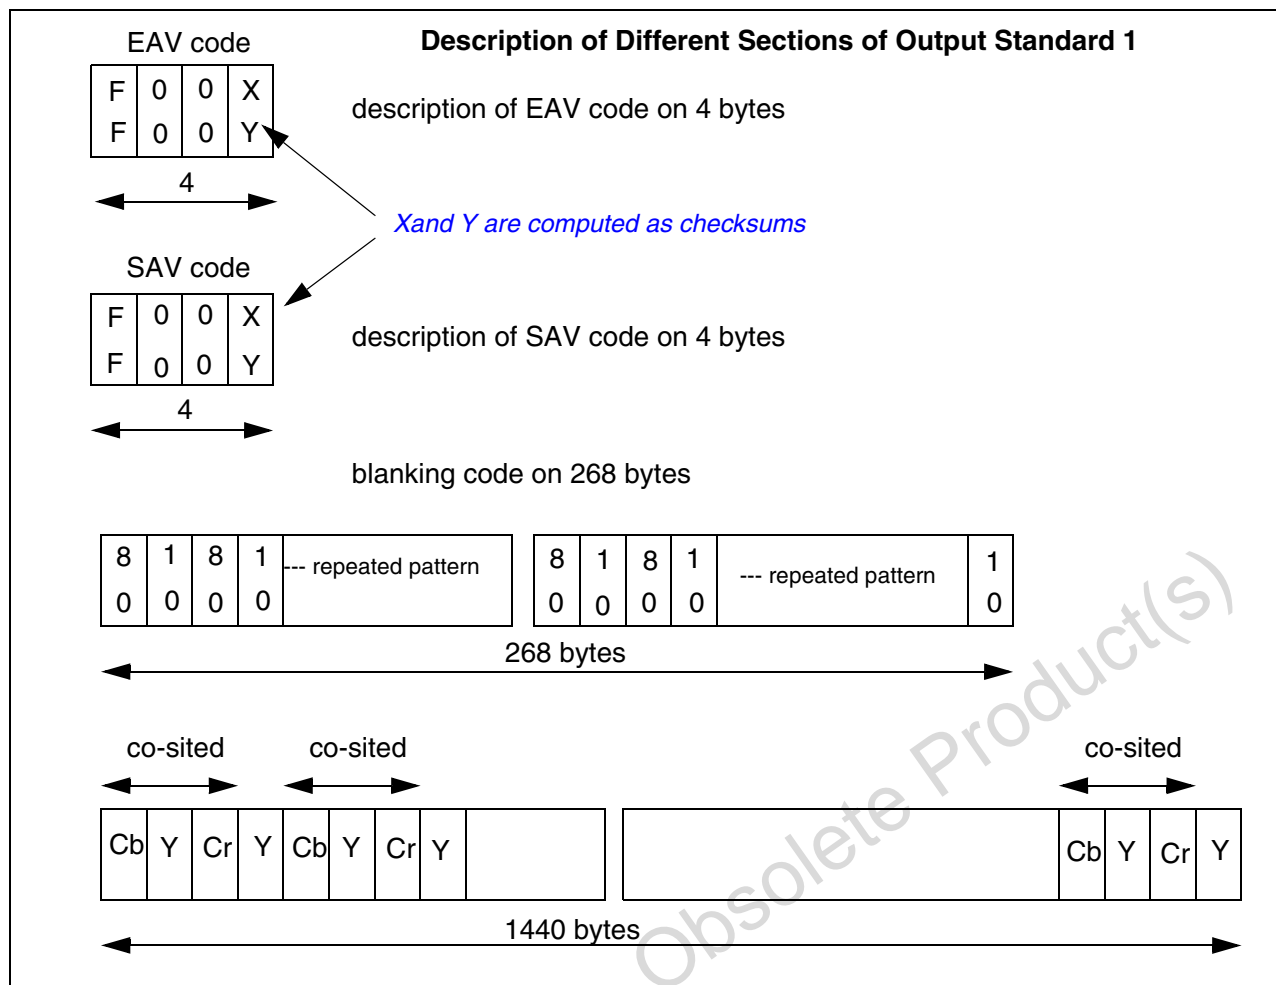 EAV code
Description of Different Sections of Output Standard 1
F 0 0 X
F 0 0 Y
description of EAV code on 4 bytes
4
Xand Y are computed as checksums
SAV code
F 0 0 X
F 0 0 Y
description of SAV code on 4 bytes
4
blanking code on 268 bytes
8 1 8 1 --- repeated pattern 8 1 8 1 --- repeated pattern 1
0 0 0 0 0 0 0 0 0
268 bytes
co-sited co-sited co-sited
Cb Y Cr Y Cb Y Cr Y Cb Y Cr Y
1440 bytes
Obsolete Product(s)